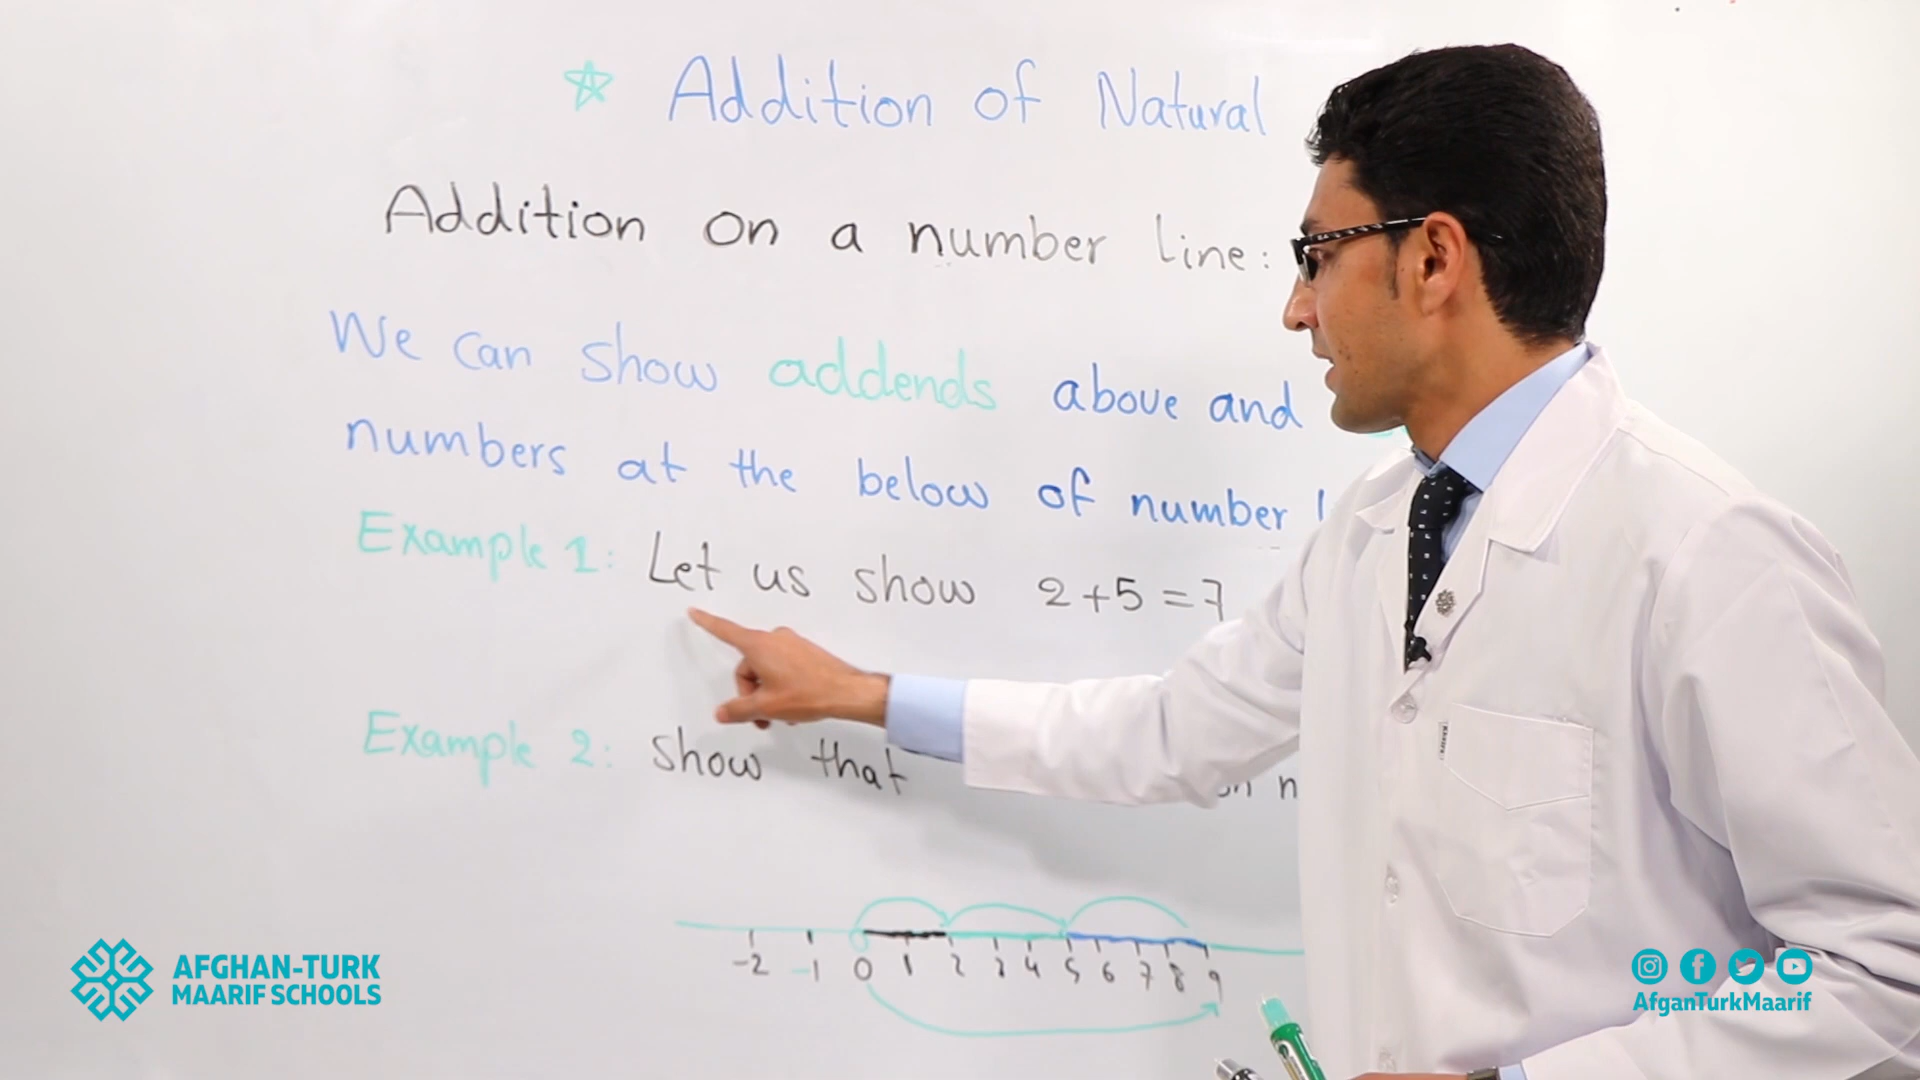 Addition of Natural
Addition on a number line:
We can show addends above and
numbers at the below of number
Example 1: Let us show 2+5=7
Example 2: Show that on n
-2 -1 0 1 2 3 4 5 6 7 8 9
AFGHAN-TURK
MAARIF SCHOOLS
AfganTurkMaarif